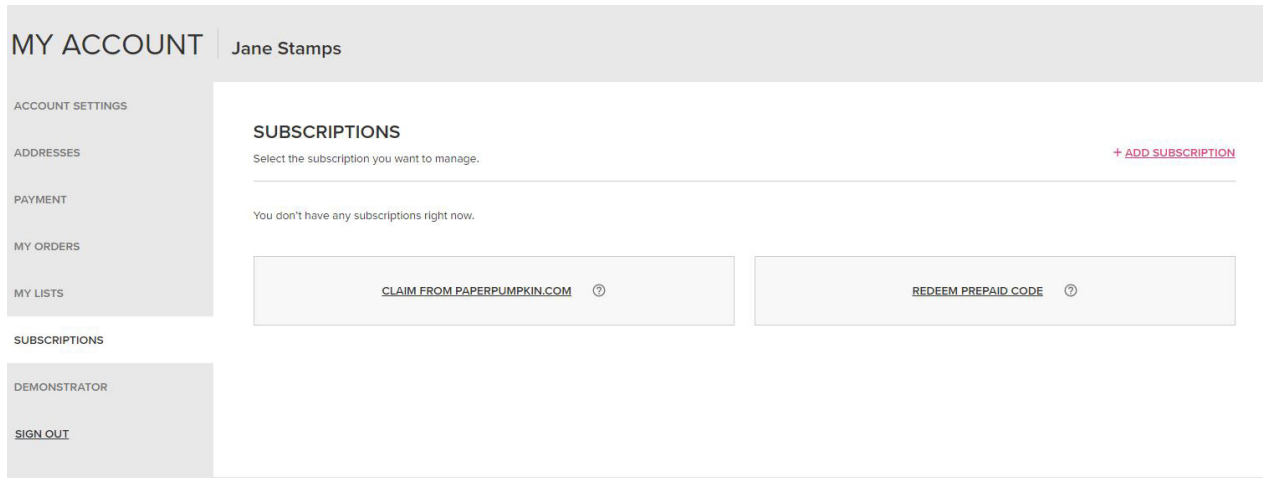 MY ACCOUNT Jane Stamps
ACCOUNT SETTINGS
ADDRESSES
PAYMENT
MY ORDERS
MY LISTS
SUBSCRIPTIONS
DEMONSTRATOR
SIGN OUT
SUBSCRIPTIONS
Select the subscription you want to manage.
+ ADD SUBSCRIPTION
You don't have any subscriptions right now.
CLAIM FROM PAPERPUMPKIN.COM ?
REDEEM PREPAID CODE ?